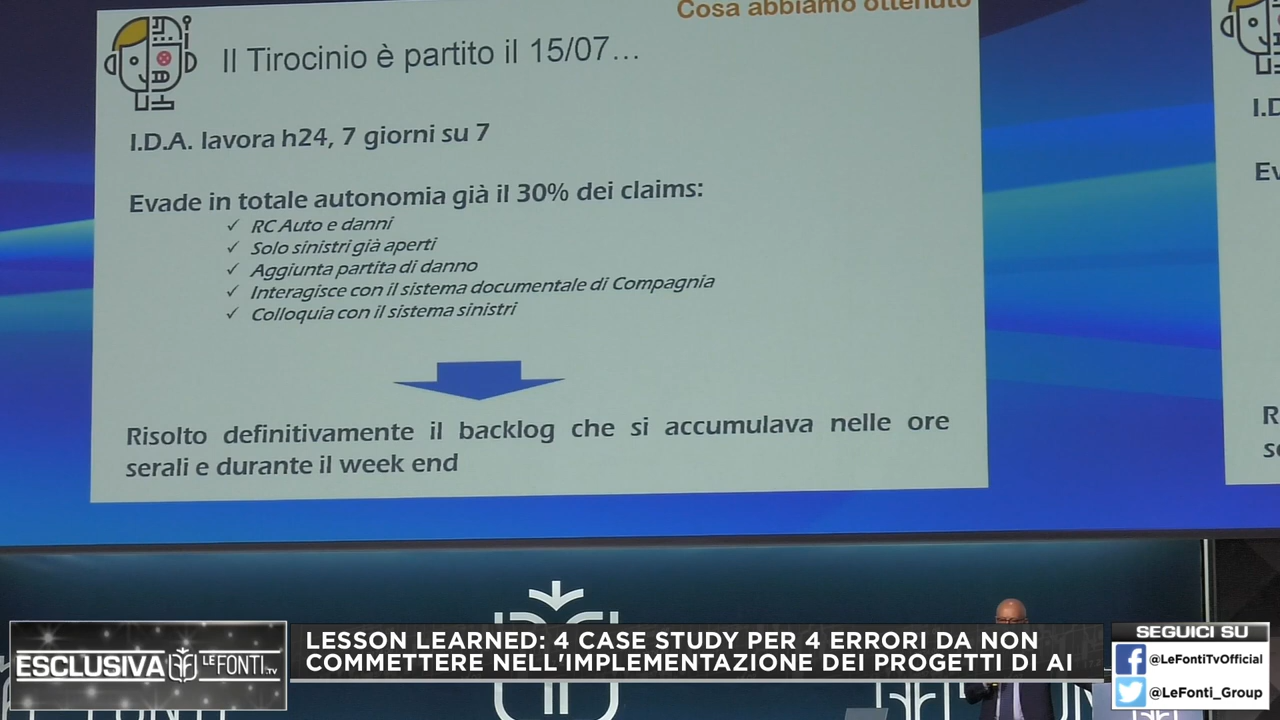 Cosa abbiamo ottenuto
Il Tirocinio è partito il 15/07...
I.D.A. lavora h24, 7 giorni su 7
Evade in totale autonomia già il 30% dei claims:
✓ RC Auto e danni
✓ Solo sinistri già aperti
✓ Aggiunta partita di danno
✓ Interagisce con il sistema documentale di Compagnia
✓ Colloquia con il sistema sinistri
Risolto definitivamente il backlog che si accumulava nelle ore
serali e durante il week end
ESCLUSIVA LEFONTI.TV
LESSON LEARNED: 4 CASE STUDY PER 4 ERRORI DA NON
COMMETTERE NELL'IMPLEMENTAZIONE DEI PROGETTI DI AI
SEGUICI SU
@LeFontiTvOfficial
@LeFonti_Group